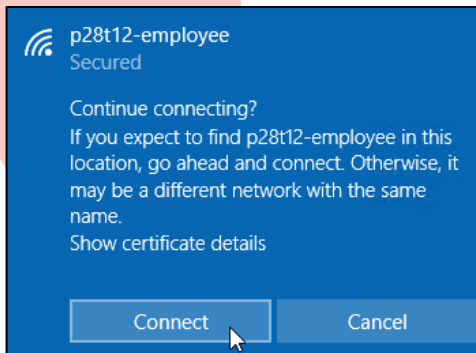 p28t12-employee
Secured
Continue connecting?
If you expect to find p28t12-employee in this
location, go ahead and connect. Otherwise, it
may be a different network with the same
name.
Show certificate details
Connect
Cancel